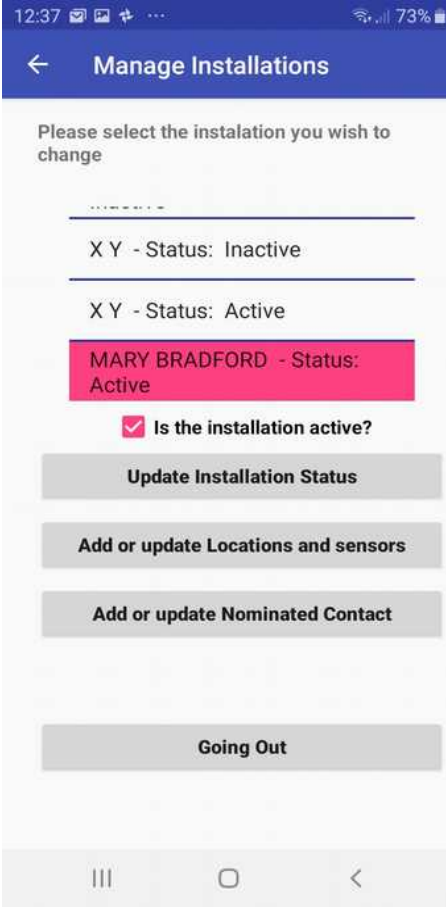 12:37 73%
Manage Installations
Please select the instalation you wish to
change
X Y - Status: Inactive
X Y - Status: Active
MARY BRADFORD - Status:
Active
Is the installation active?
Update Installation Status
Add or update Locations and sensors
Add or update Nominated Contact
Going Out